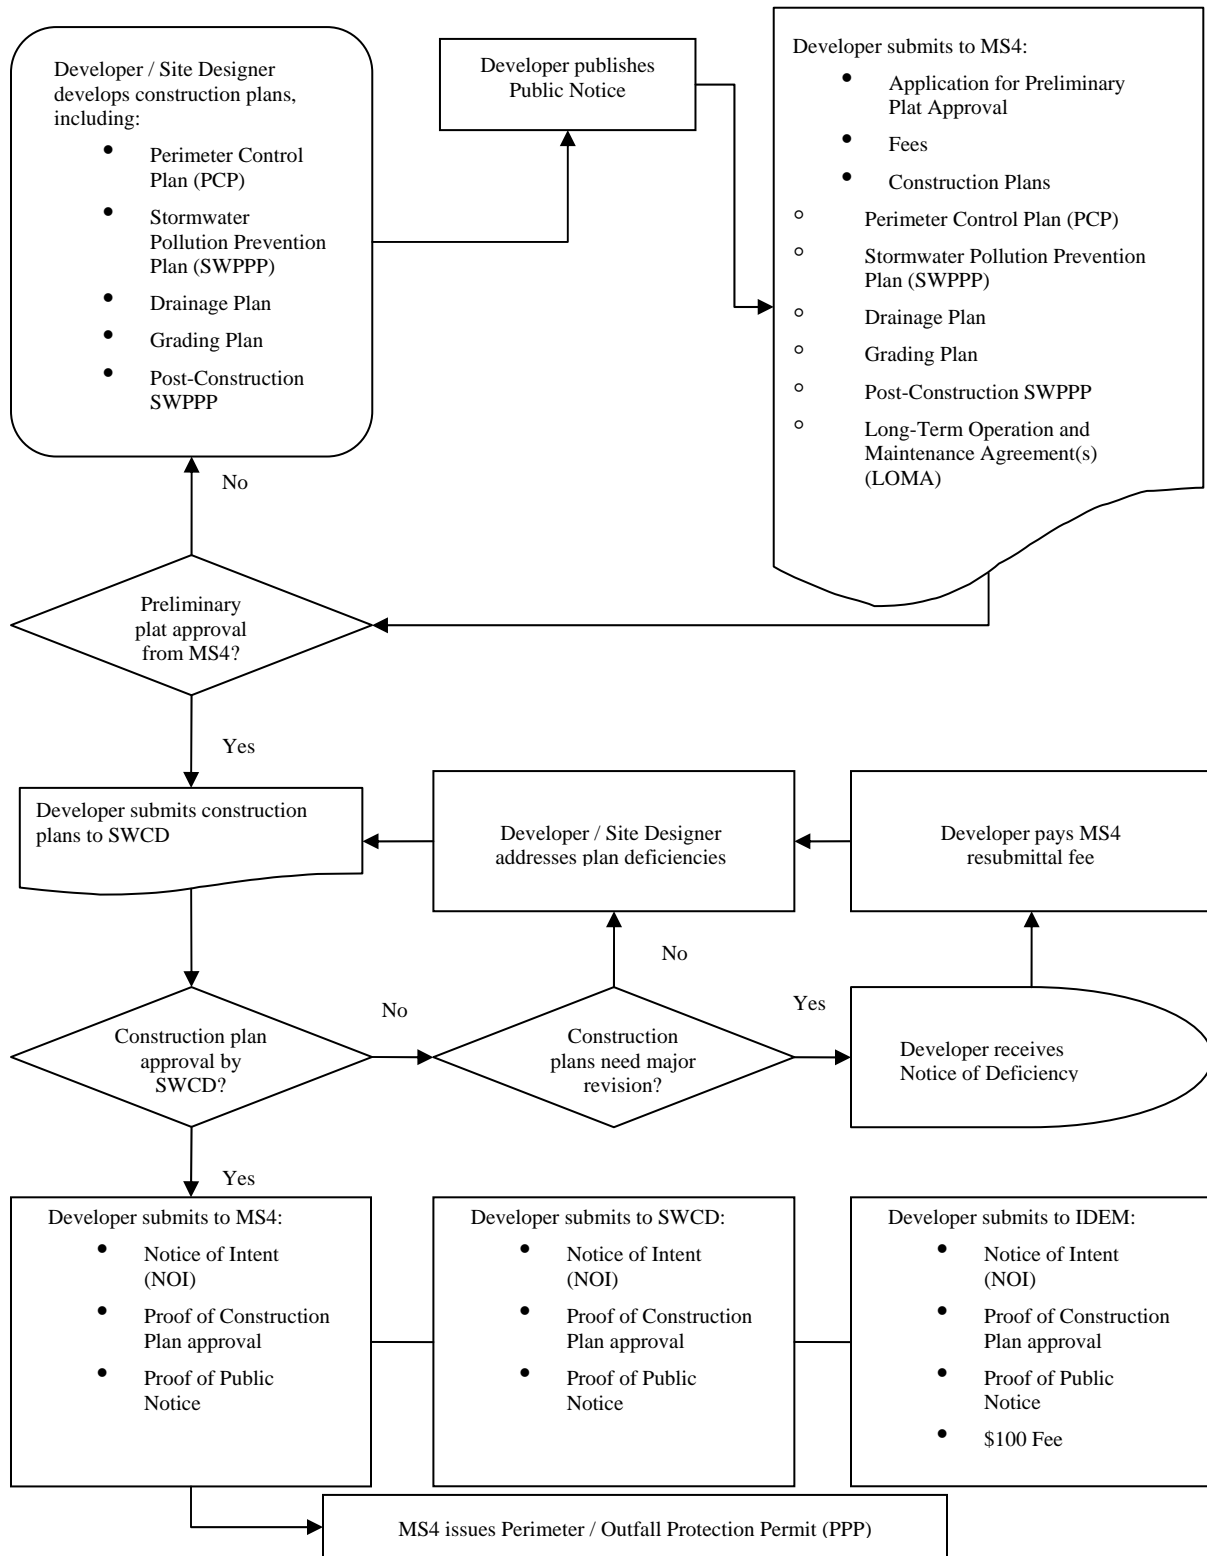 Developer / Site Designer
develops construction plans,
including:
• Perimeter Control
Plan (PCP)
• Stormwater
Pollution Prevention
Plan (SWPPP)
• Drainage Plan
• Grading Plan
• Post-Construction
SWPPP
Developer publishes
Public Notice
Developer submits to MS4:
• Application for Preliminary
Plat Approval
• Fees
• Construction Plans
○ Perimeter Control Plan (PCP)
○ Stormwater Pollution Prevention
Plan (SWPPP)
○ Drainage Plan
○ Grading Plan
○ Post-Construction SWPPP
○ Long-Term Operation and
Maintenance Agreement(s)
(LOMA)
No
Preliminary
plat approval
from MS4?
Yes
Developer submits construction
plans to SWCD
Developer / Site Designer
addresses plan deficiencies
Developer pays MS4
resubmittal fee
No
No
Yes
Construction plan
approval by
SWCD?
Construction
plans need major
revision?
Developer receives
Notice of Deficiency
Yes
Developer submits to MS4:
• Notice of Intent
(NOI)
• Proof of Construction
Plan approval
• Proof of Public
Notice
Developer submits to SWCD:
• Notice of Intent
(NOI)
• Proof of Construction
Plan approval
• Proof of Public
Notice
Developer submits to IDEM:
• Notice of Intent
(NOI)
• Proof of Construction
Plan approval
• Proof of Public
Notice
• $100 Fee
MS4 issues Perimeter / Outfall Protection Permit (PPP)